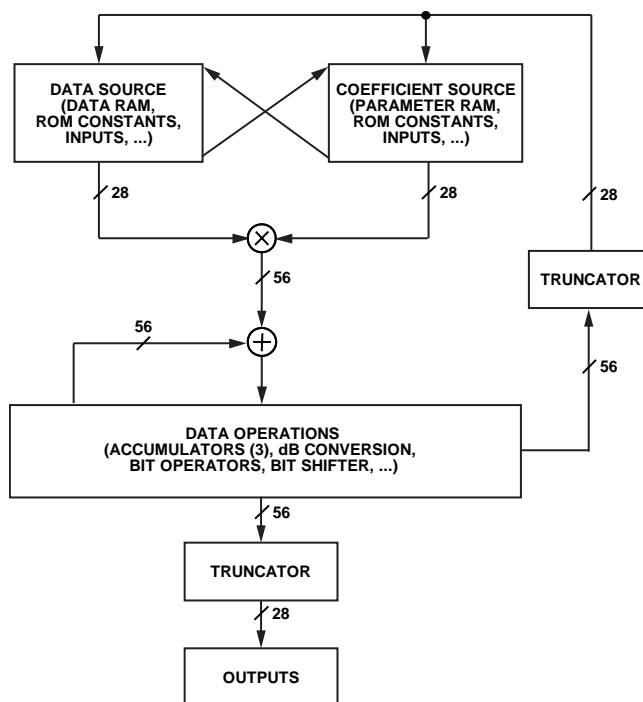 DATA SOURCE
(DATA RAM,
ROM CONSTANTS,
INPUTS, ...)
COEFFICIENT SOURCE
(PARAMETER RAM,
ROM CONSTANTS,
INPUTS, ...)
28
28
28
TRUNCATOR
56
56
56
DATA OPERATIONS
(ACCUMULATORS (3), dB CONVERSION,
BIT OPERATORS, BIT SHIFTER, ...)
56
TRUNCATOR
28
OUTPUTS